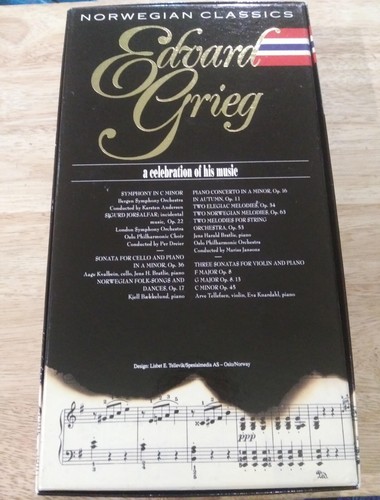 NORWEGIAN CLASSICS
Edvard
Grieg
a celebration of his music
SYMPHONY IN C MINOR
Bergen Symphony Orchestra
Conducted by Karsten Andersen
SIGURD JORSALFAR; incidental
music, Op. 22
London Symphony Orchestra
Oslo Philharmonic Choir
Conducted by Per Dreier
SONATA FOR CELLO AND PIANO
IN A MINOR, Op. 36
Aage Kvalbein, cello, Jens H. Bratlie, piano
NORWEGIAN FOLK-SONGS AND
DANCES, Op. 17
Kjell Bækkelund, piano
PIANO CONCERTO IN A MINOR, Op. 16
IN AUTUMN, Op. 11
TWO ELEGIAC MELODIES, Op. 34
TWO NORWEGIAN MELODIES, Op. 63
TWO MELODIES FOR STRING
ORCHESTRA, Op. 53
Jens Harald Bratlie, piano
Oslo Philharmonic Orchestra
Conducted by Mariss Jansons
THREE SONATAS FOR VIOLIN AND PIANO
F MAJOR Op. 8
G MAJOR Op. 8, 13
C MINOR Op. 45
Arve Tellefsen, violin, Eva Knardahl, piano
Design: Lisbet E. Tellevik/Spesialmedia AS – Oslo/Norway
ppp